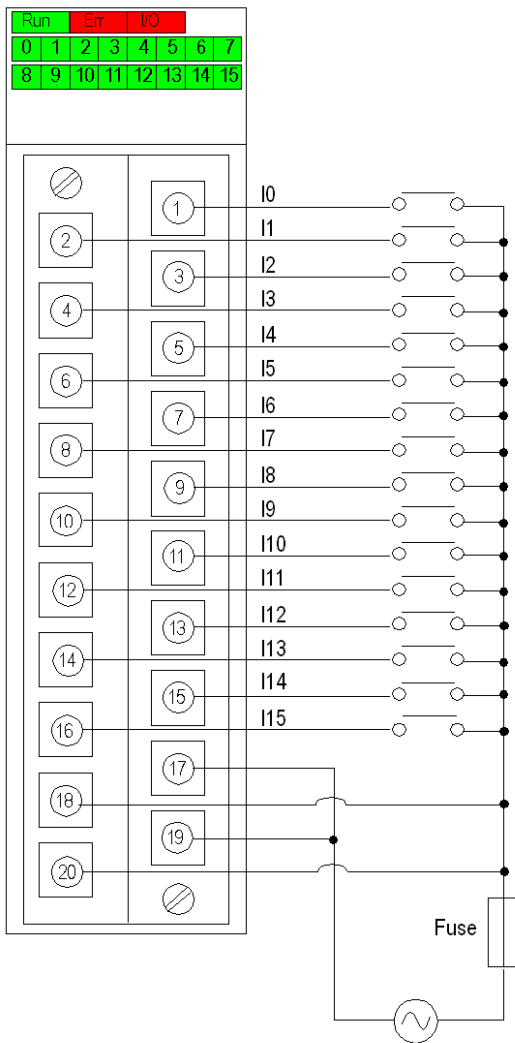 Run Err I/O
0 1 2 3 4 5 6 7
8 9 10 11 12 13 14 15
1 I0
2 I1
3 I2
4 I3
5 I4
6 I5
7 I6
8 I7
9 I8
10 I9
11 I10
12 I11
13 I12
14 I13
15 I14
16 I15
17
18
19
20
Fuse